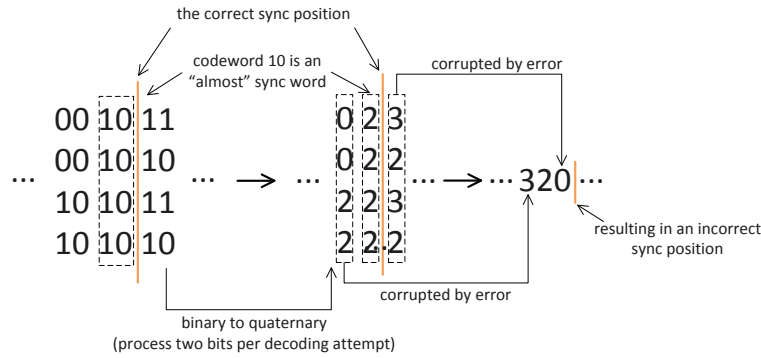 the correct sync position
codeword 10 is an
“almost” sync word
corrupted by error
00 10 11 0 2 3
00 10 10 0 2 2
... ... ... ... ... 320 ...
10 10 11 2 2 3
10 10 10 2 2..2
resulting in an incorrect
sync position
corrupted by error
binary to quaternary
(process two bits per decoding attempt)